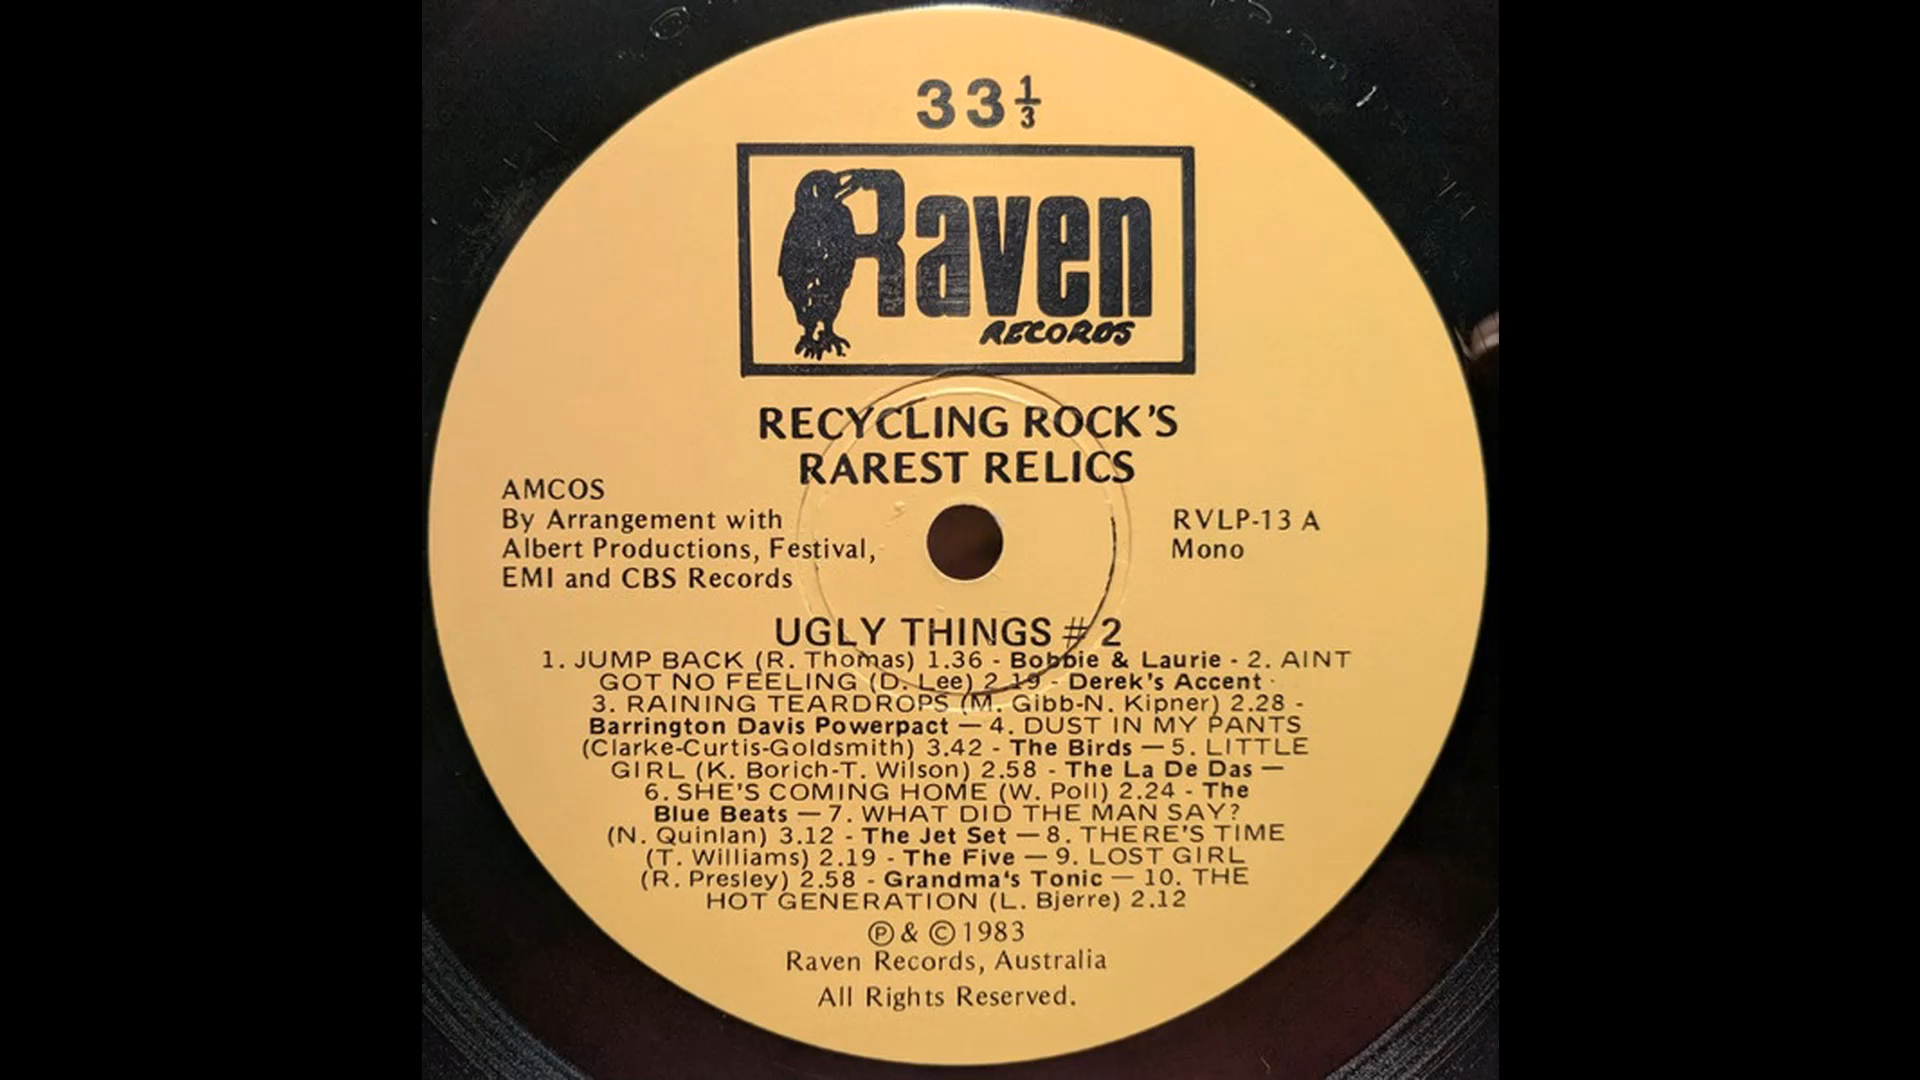 33 1/3
Raven
RECORDS
RECYCLING ROCK'S
RAREST RELICS
AMCOS
By Arrangement with
Albert Productions, Festival,
EMI and CBS Records
RVLP-13 A
Mono
UGLY THINGS # 2
1. JUMP BACK (R. Thomas) 1.36 - Bobbie & Laurie - 2. AINT
GOT NO FEELING (D. Lee) 2.19 - Derek's Accent -
3. RAINING TEARDROPS (M. Gibb-N. Kipner) 2.28 -
Barrington Davis Powerpact — 4. DUST IN MY PANTS
(Clarke-Curtis-Goldsmith) 3.42 - The Birds — 5. LITTLE
GIRL (K. Borich-T. Wilson) 2.58 - The La De Das —
6. SHE'S COMING HOME (W. Poll) 2.24 - The
Blue Beats — 7. WHAT DID THE MAN SAY?
(N. Quinlan) 3.12 - The Jet Set — 8. THERE'S TIME
(T. Williams) 2.19 - The Five — 9. LOST GIRL
(R. Presley) 2.58 - Grandma's Tonic — 10. THE
HOT GENERATION (L. Bjerre) 2.12
Ⓟ & © 1983
Raven Records, Australia
All Rights Reserved.